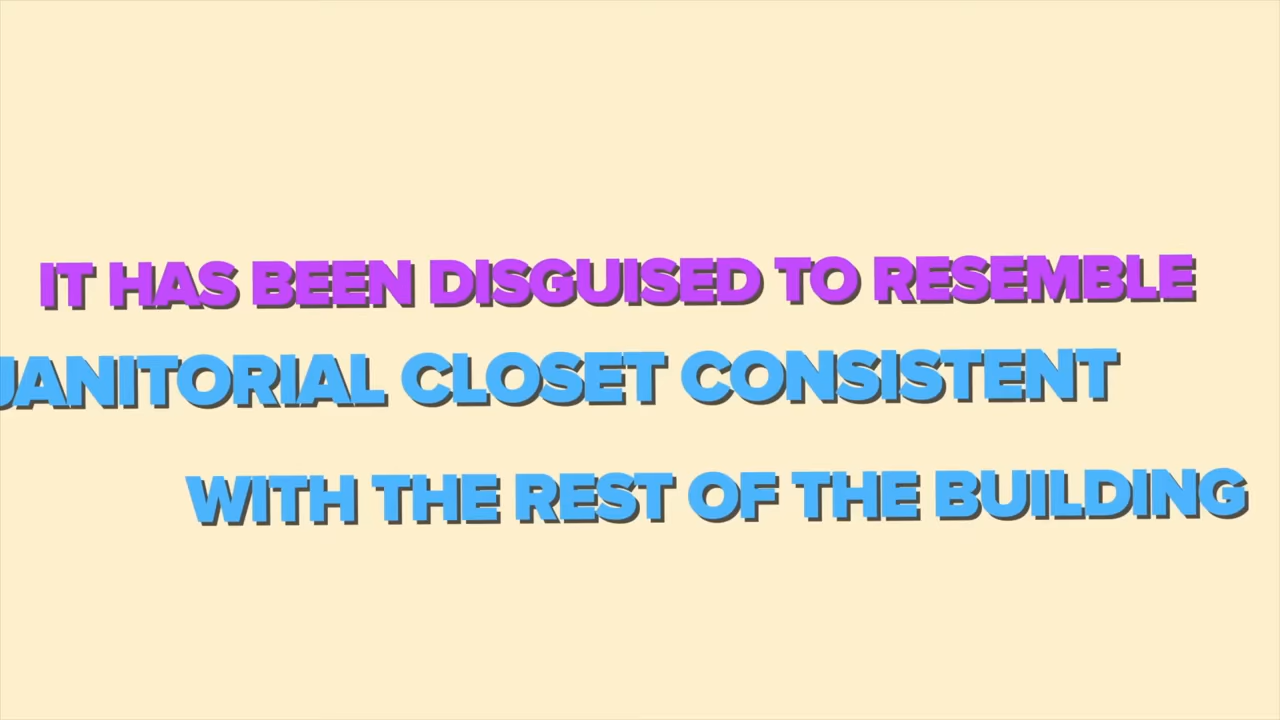 IT HAS BEEN DISGUISED TO RESEMBLE
JANITORIAL CLOSET CONSISTENT
WITH THE REST OF THE BUILDING